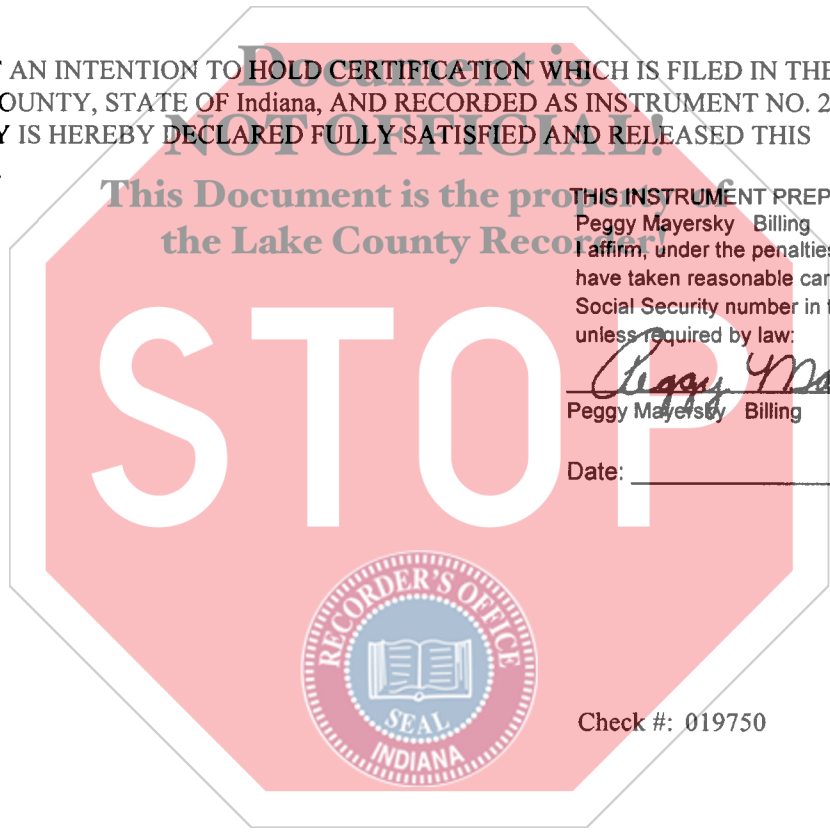 Document is
AN INTENTION TO HOLD CERTIFICATION WHICH IS FILED IN THE
OUNTY, STATE OF Indiana, AND RECORDED AS INSTRUMENT NO. 2
NOT OFFICIAL!
Y IS HEREBY DECLARED FULLY SATISFIED AND RELEASED THIS
This Document is the property of
the Lake County Recorder!
THIS INSTRUMENT PREP
Peggy Mayersky Billing
I affirm, under the penalties
have taken reasonable car
Social Security number in t
unless required by law:
Peggy Ma
Peggy Mayersky Billing
Date:
STOP
RECORDER'S OFFICE
SEAL
INDIANA
Check #: 019750